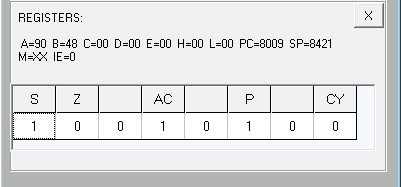 REGISTERS:
A=90 B=48 C=00 D=00 E=00 H=00 L=00 PC=8009 SP=8421
M=XX IE=0
S Z AC P CY
1 0 0 1 0 1 0 0